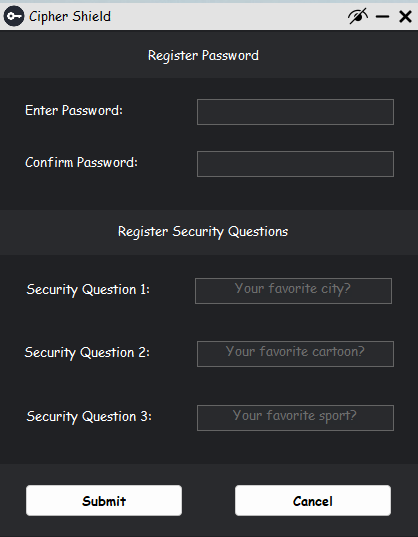 Cipher Shield
Register Password
Enter Password:
Confirm Password:
Register Security Questions
Security Question 1: Your favorite city?
Security Question 2: Your favorite cartoon?
Security Question 3: Your favorite sport?
Submit Cancel